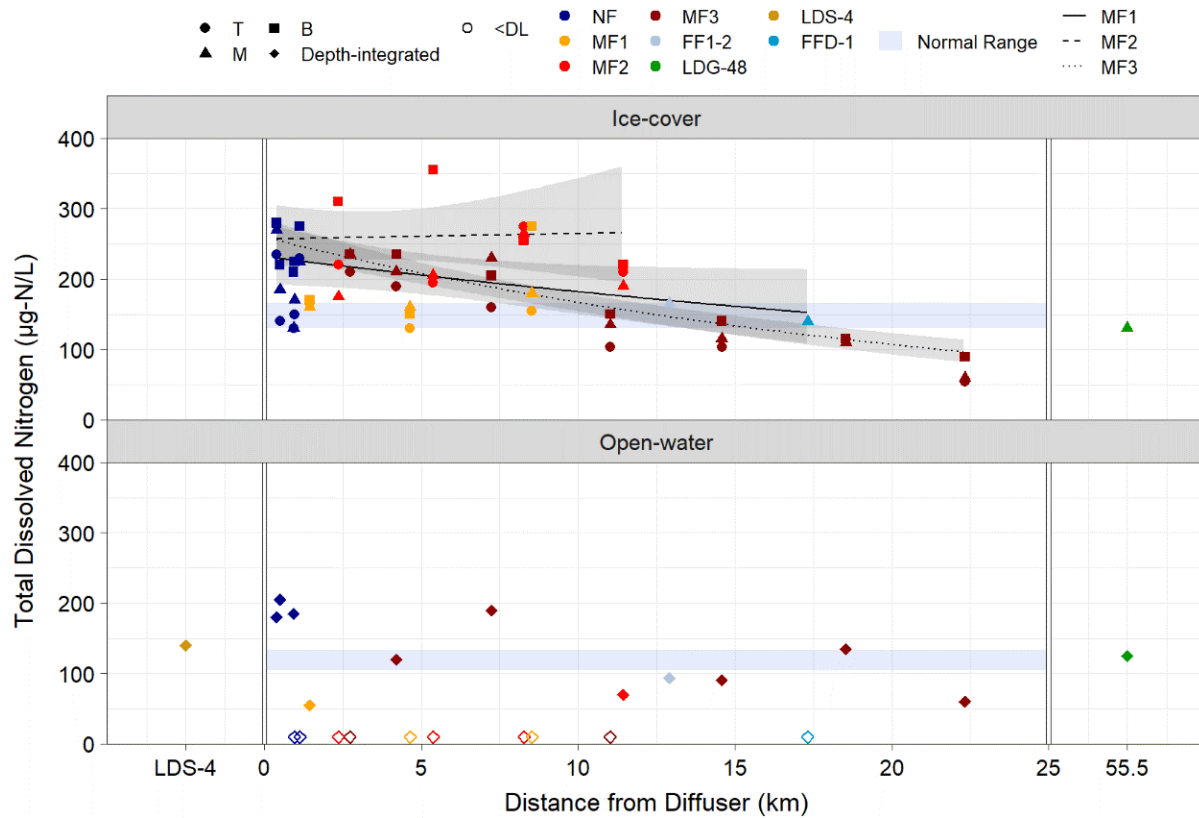 T B <DL NF MF3 LDS-4 MF1
M Depth-integrated MF1 FF1-2 FFD-1 Normal Range MF2
MF2 LDG-48 MF3
Ice-cover
400
300
200
100
0
Open-water
400
300
200
100
0
Total Dissolved Nitrogen (µg-N/L)
LDS-4 0 5 10 15 20 25 55.5
Distance from Diffuser (km)